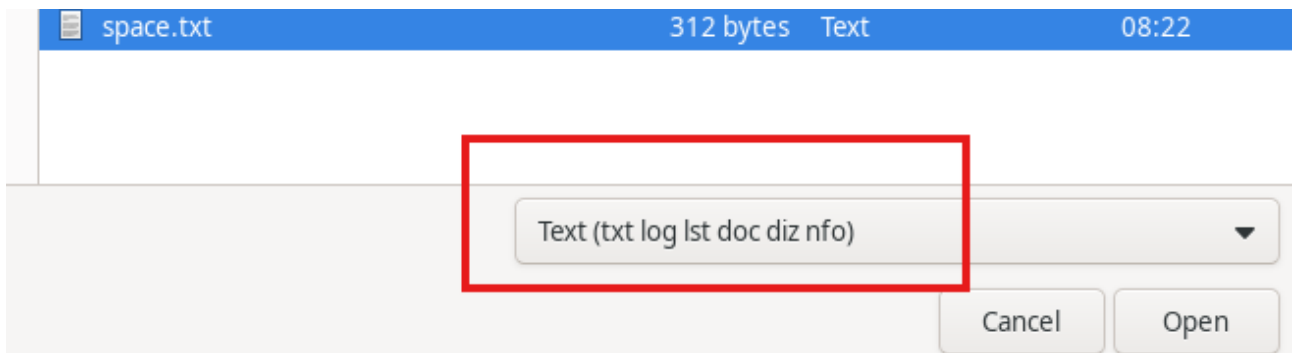 space.txt 312 bytes Text 08:22
Text (txt log lst doc diz nfo)
Cancel Open